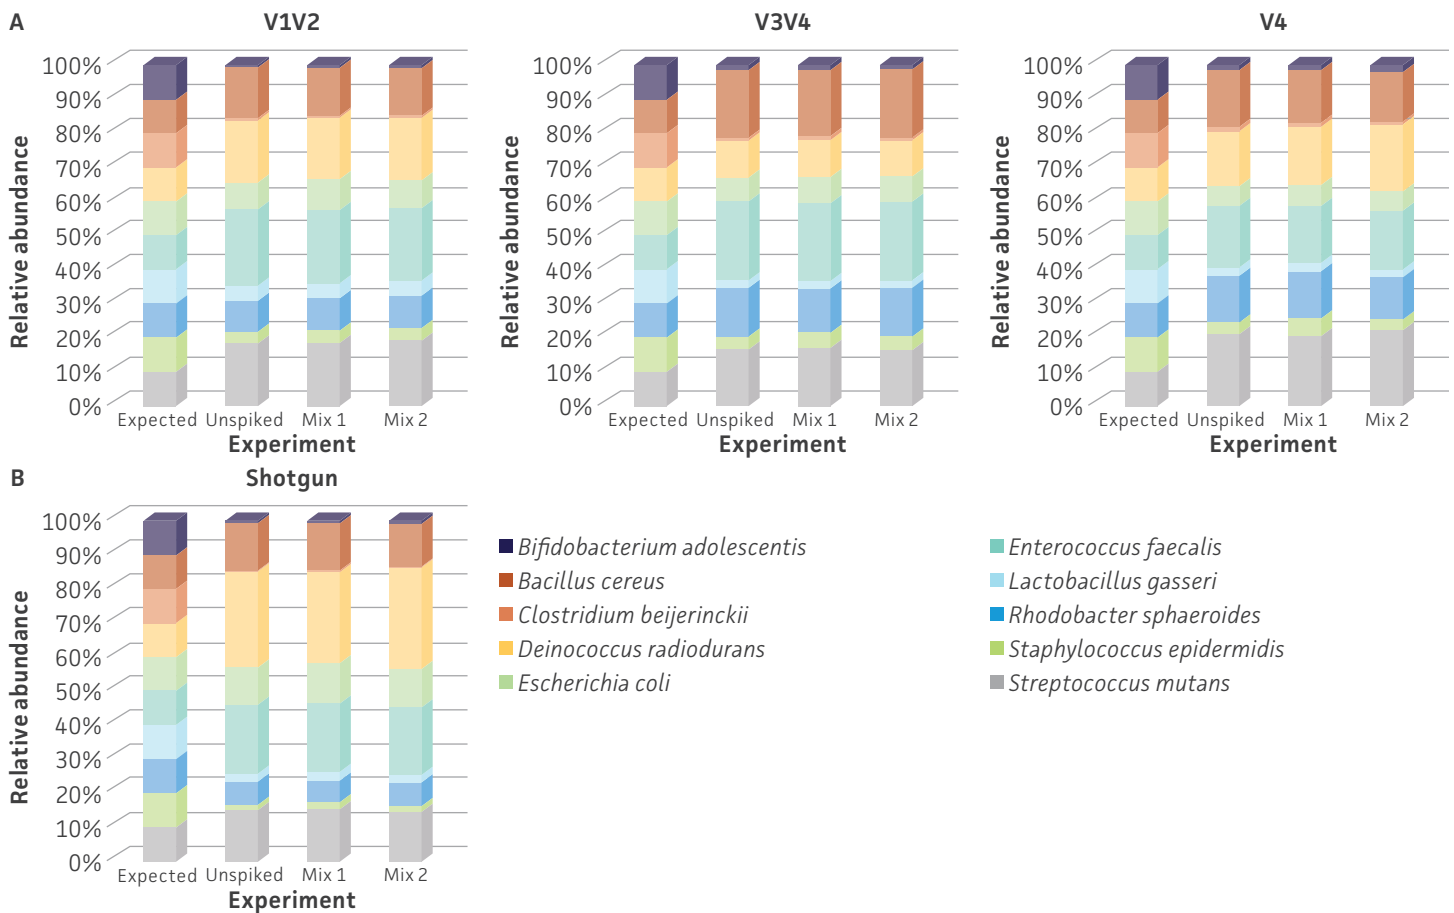 A
V1V2
V3V4
V4
Relative abundance
100%
90%
80%
70%
60%
50%
40%
30%
20%
10%
0%
Expected Unspiked Mix 1 Mix 2
Experiment
Relative abundance
100%
90%
80%
70%
60%
50%
40%
30%
20%
10%
0%
Expected Unspiked Mix 1 Mix 2
Experiment
Relative abundance
100%
90%
80%
70%
60%
50%
40%
30%
20%
10%
0%
Expected Unspiked Mix 1 Mix 2
Experiment
B
Shotgun
Relative abundance
100%
90%
80%
70%
60%
50%
40%
30%
20%
10%
0%
Expected Unspiked Mix 1 Mix 2
Experiment
Bifidobacterium adolescentis
Bacillus cereus
Clostridium beijerinckii
Deinococcus radiodurans
Escherichia coli
Enterococcus faecalis
Lactobacillus gasseri
Rhodobacter sphaeroides
Staphylococcus epidermidis
Streptococcus mutans